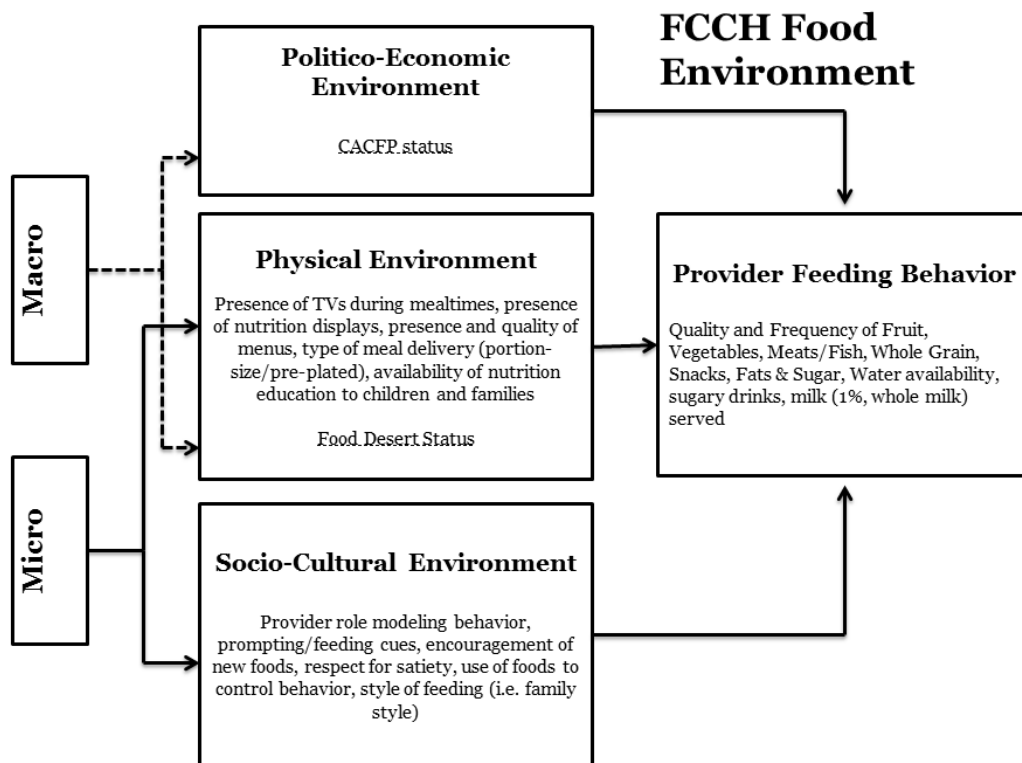 FCCH Food
Environment
Politico-Economic
Environment
CACFP status
Macro
Physical Environment
Presence of TVs during mealtimes, presence
of nutrition displays, presence and quality of
menus, type of meal delivery (portion-
size/pre-plated), availability of nutrition
education to children and families
Food Desert Status
Provider Feeding Behavior
Quality and Frequency of Fruit,
Vegetables, Meats/Fish, Whole Grain,
Snacks, Fats & Sugar, Water availability,
sugary drinks, milk (1%, whole milk)
served
Micro
Socio-Cultural Environment
Provider role modeling behavior,
prompting/feeding cues, encouragement of
new foods, respect for satiety, use of foods to
control behavior, style of feeding (i.e. family
style)